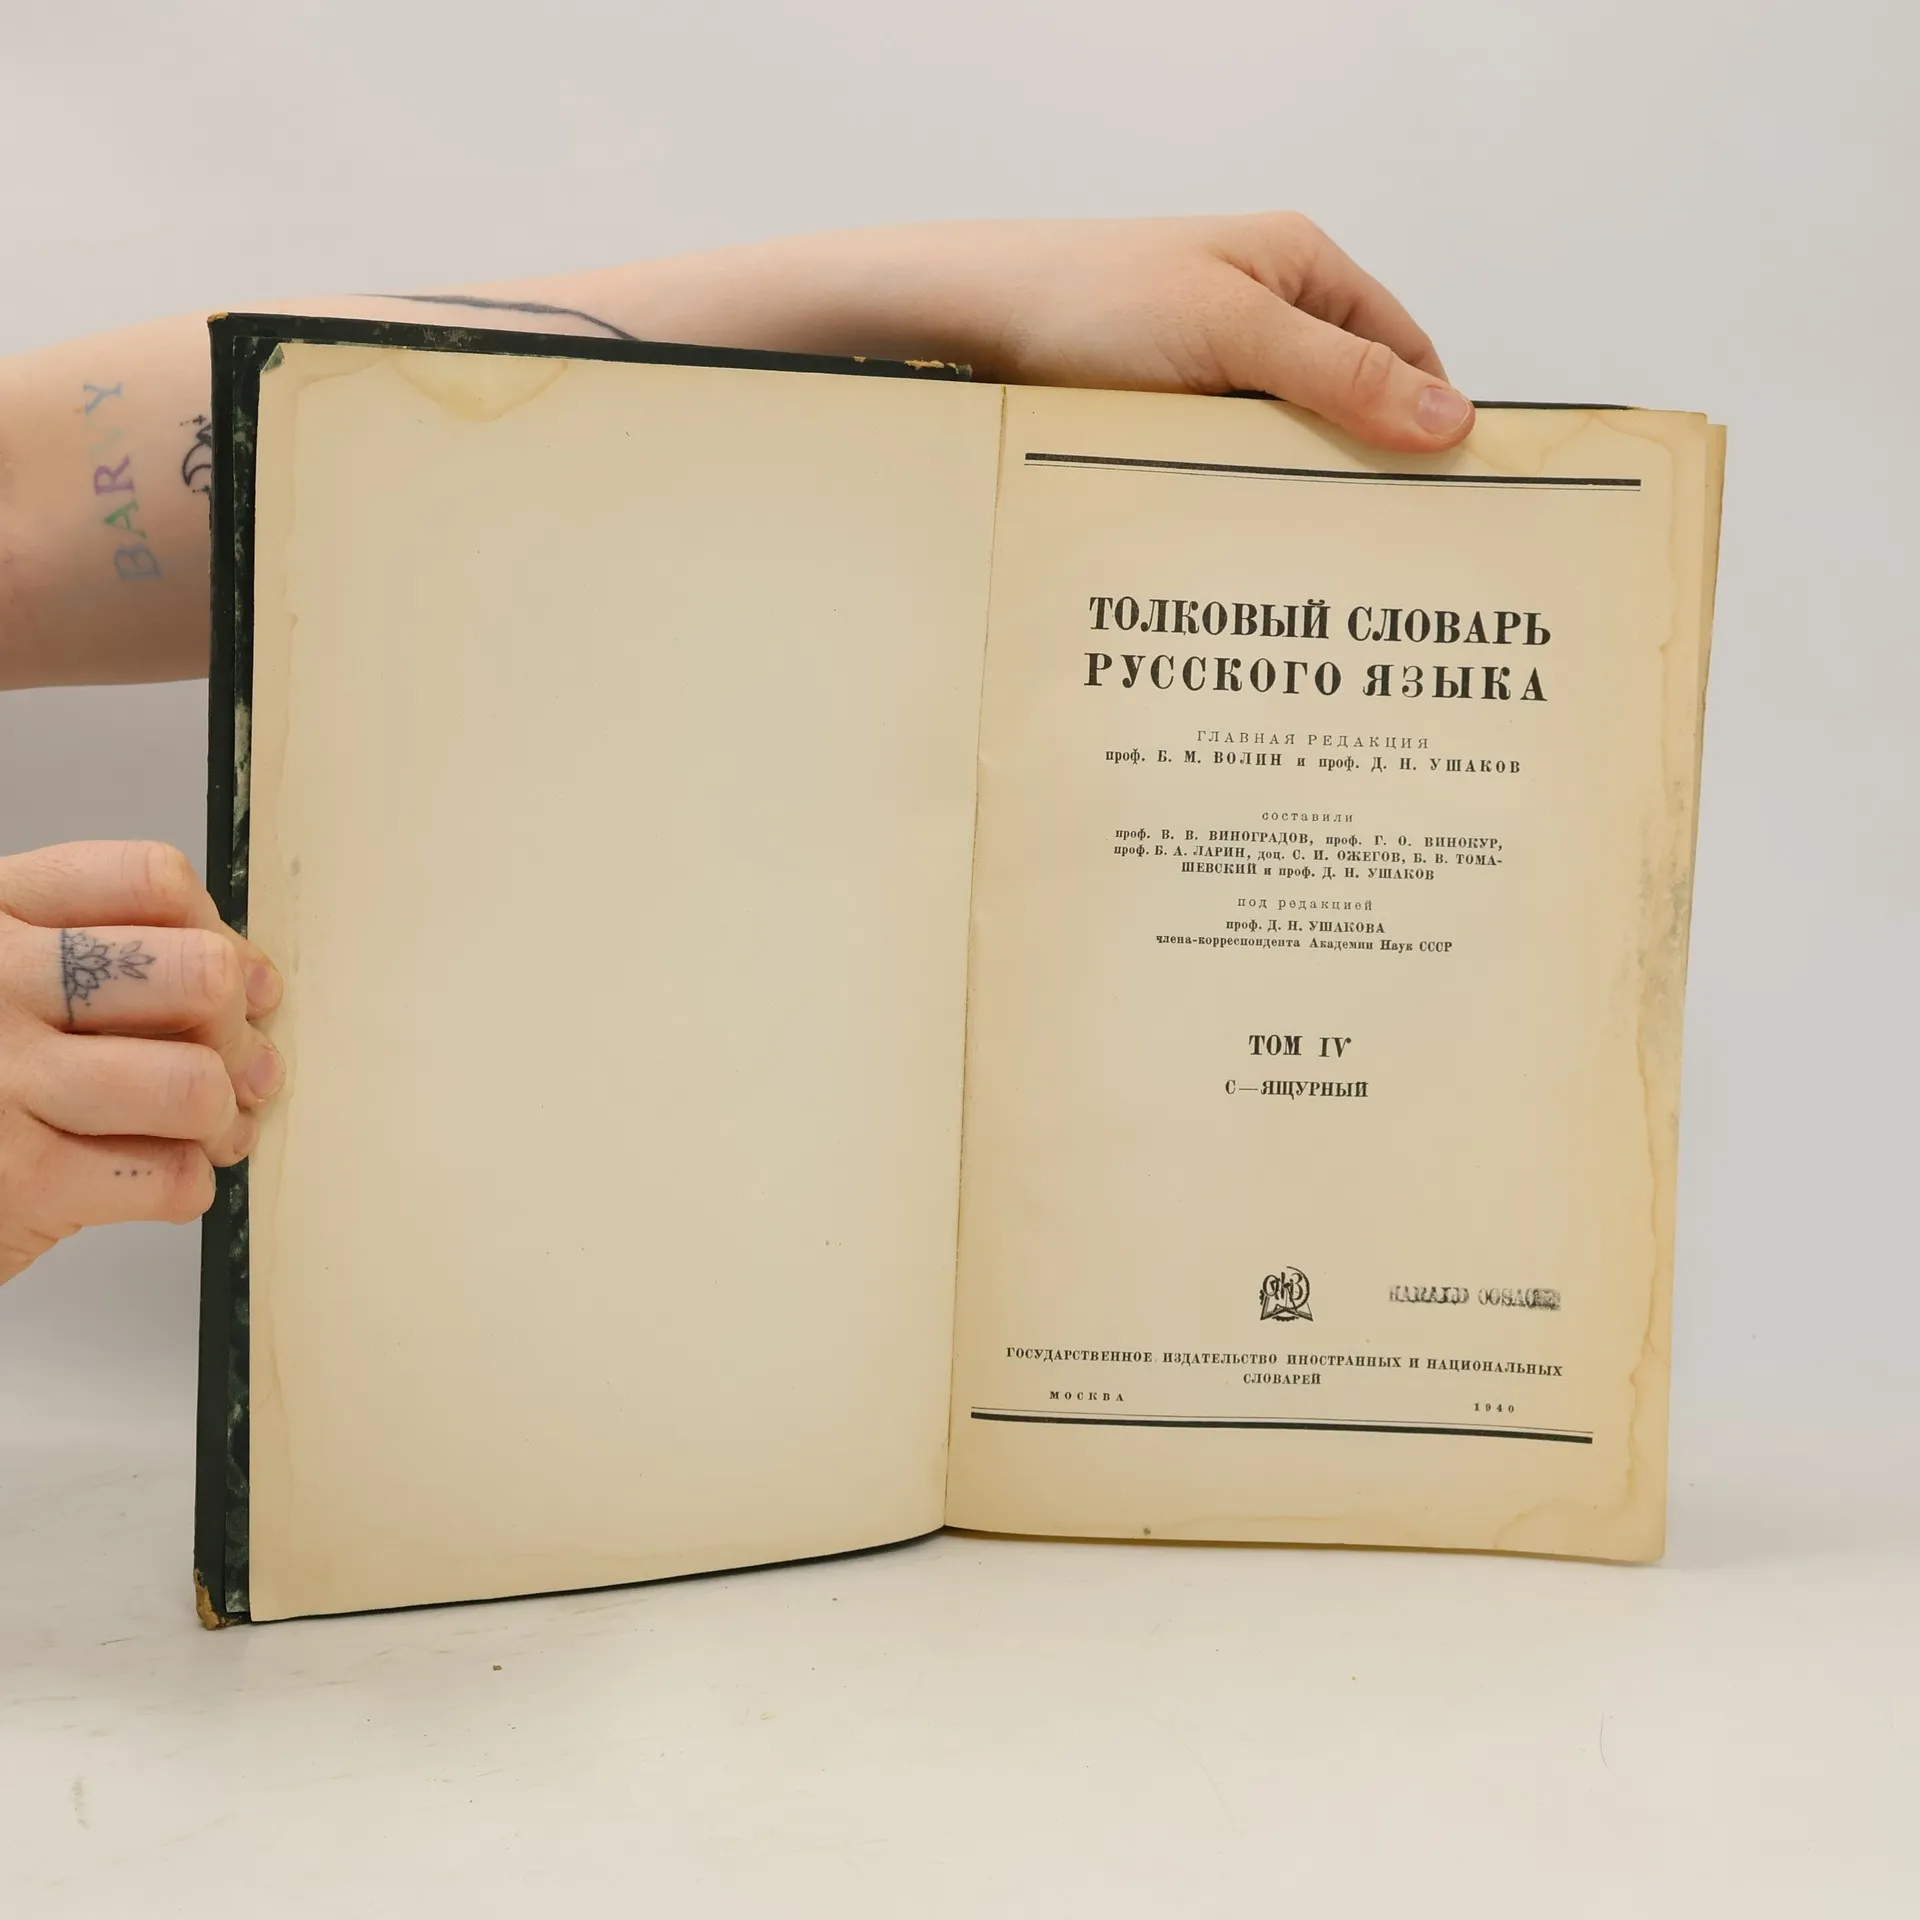 BARVY
ТОЛКОВЫЙ СЛОВАРЬ
РУССКОГО ЯЗЫКА
ГЛАВНАЯ РЕДАКЦИЯ
проф. Б. М. ВОЛИН и проф. Д. Н. УШАКОВ
составили
проф. В. В. ВИНОГРАДОВ, проф. Г. О. ВИНОКУР,
проф. Б. А. ЛАРИН, доц. С. И. ОЖЕГОВ, Б. В. ТОМА-
ШЕВСКИЙ и проф. Д. Н. УШАКОВ
под редакцией
проф. Д. Н. УШАКОВА
члена-корреспондента Академии Наук СССР
ТОМ IV
С—ЯЩУРНЫЙ
ГОСУДАРСТВЕННОЕ ИЗДАТЕЛЬСТВО ИНОСТРАННЫХ И НАЦИОНАЛЬНЫХ
СЛОВАРЕЙ
МОСКВА 1940